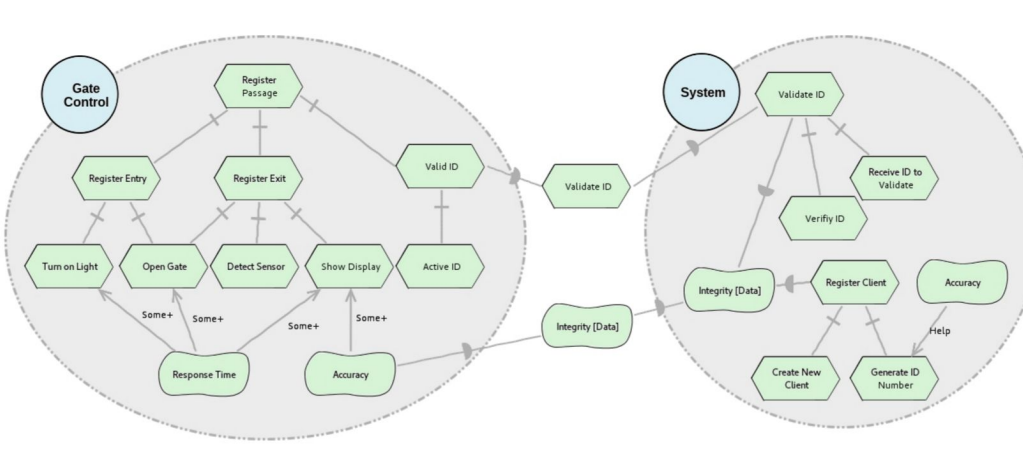 Gate
Control
Register
Passage
Register Entry
Register Exit
Valid ID
Turn on Light
Open Gate
Detect Sensor
Show Display
Active ID
Some+
Some+
Some+
Some+
Response Time
Accuracy
Validate ID
Integrity [Data]
System
Validate ID
Receive ID to
Validate
Verifiy ID
Integrity [Data]
Register Client
Accuracy
Help
Create New
Client
Generate ID
Number